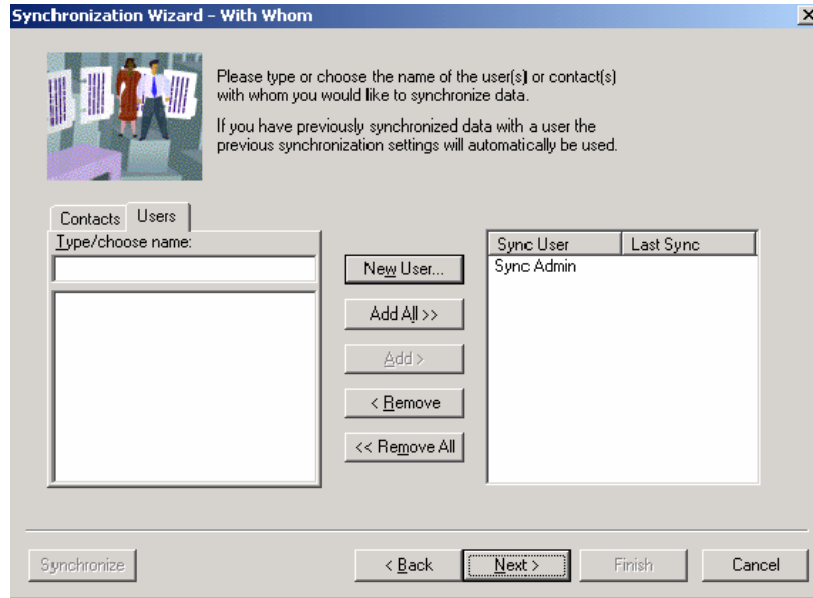 Synchronization Wizard - With Whom
Please type or choose the name of the user(s) or contact(s)
with whom you would like to synchronize data.
If you have previously synchronized data with a user the
previous synchronization settings will automatically be used.
Contacts Users
Type/choose name:
New User...
Add All >>
Add >
< Remove
<< Remove All
Sync User Last Sync
Sync Admin
Synchronize < Back Next > Finish Cancel